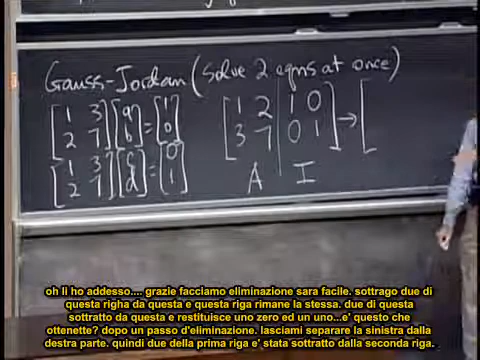 Gauss-Jordan (solve 2 eqns at once)
[1 3] [a] = [1] [1 2 | 1 0] → [
[2 7] [b] [0] [3 7 | 0 1]
[1 3] [c] = [0] A I
[2 7] [d] [1]
oh li ho addesso.... grazie facciamo eliminazione sara facile. sottrago due di
questa righa da questa e questa riga rimane la stessa. due di questa
sottratto da questa e restituisce uno zero ed un uno...e' questo che
ottenette? dopo un passo d'eliminazione. lasciami separare la sinistra dalla
destra parte. quindi due della prima riga e' stata sottratto dalla seconda riga.